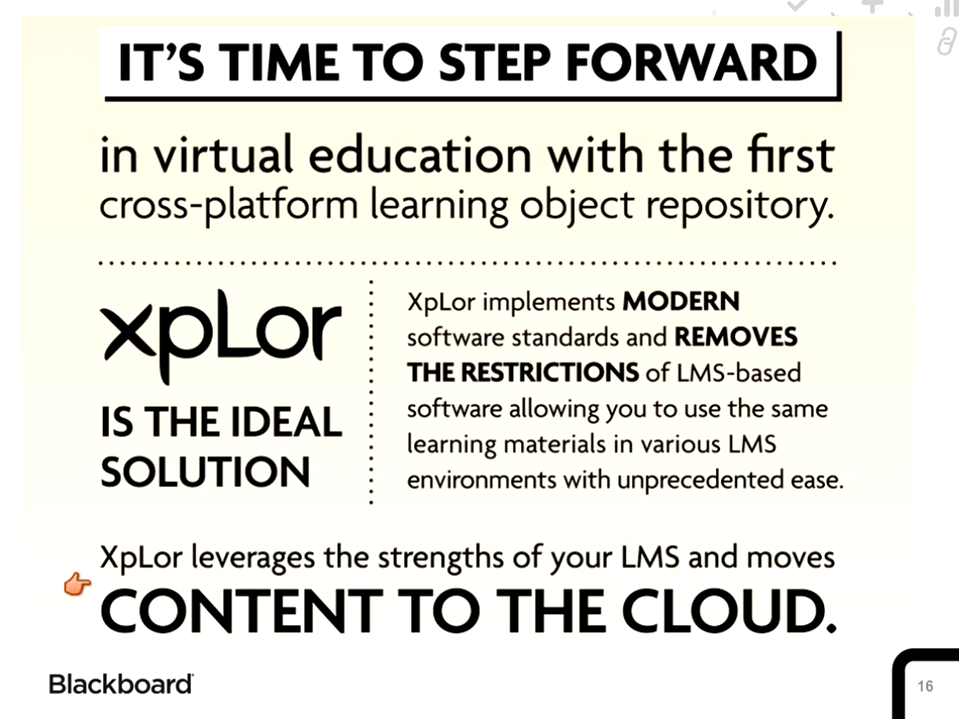 IT'S TIME TO STEP FORWARD
in virtual education with the first
cross-platform learning object repository.
xpLor
IS THE IDEAL
SOLUTION
XpLor implements MODERN
software standards and REMOVES
THE RESTRICTIONS of LMS-based
software allowing you to use the same
learning materials in various LMS
environments with unprecedented ease.
XpLor leverages the strengths of your LMS and moves
CONTENT TO THE CLOUD.
Blackboard
16